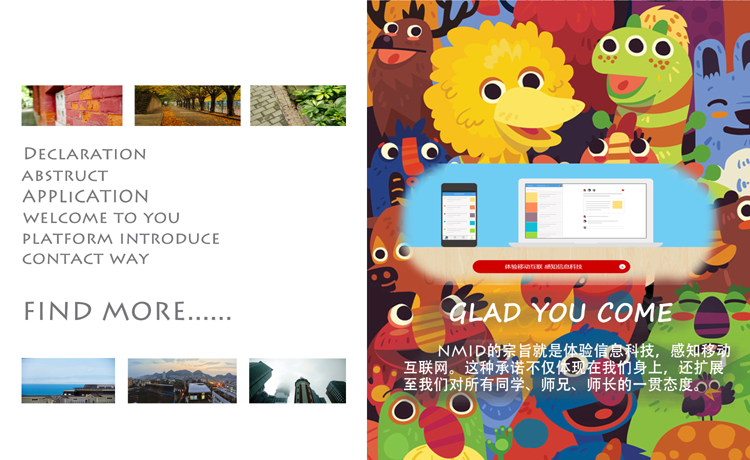 DECLARATION
ABSTRUCT
APPLICATION
WELCOME TO YOU
PLATFORM INTRODUCE
CONTACT WAY
FIND MORE......
体验移动互联 感知信息科技
GLAD YOU COME
NMID的宗旨就是体验信息科技，感知移动
互联网。这种承诺不仅体现在我们身上，还扩展
至我们对所有同学、师兄、师长的一贯态度。